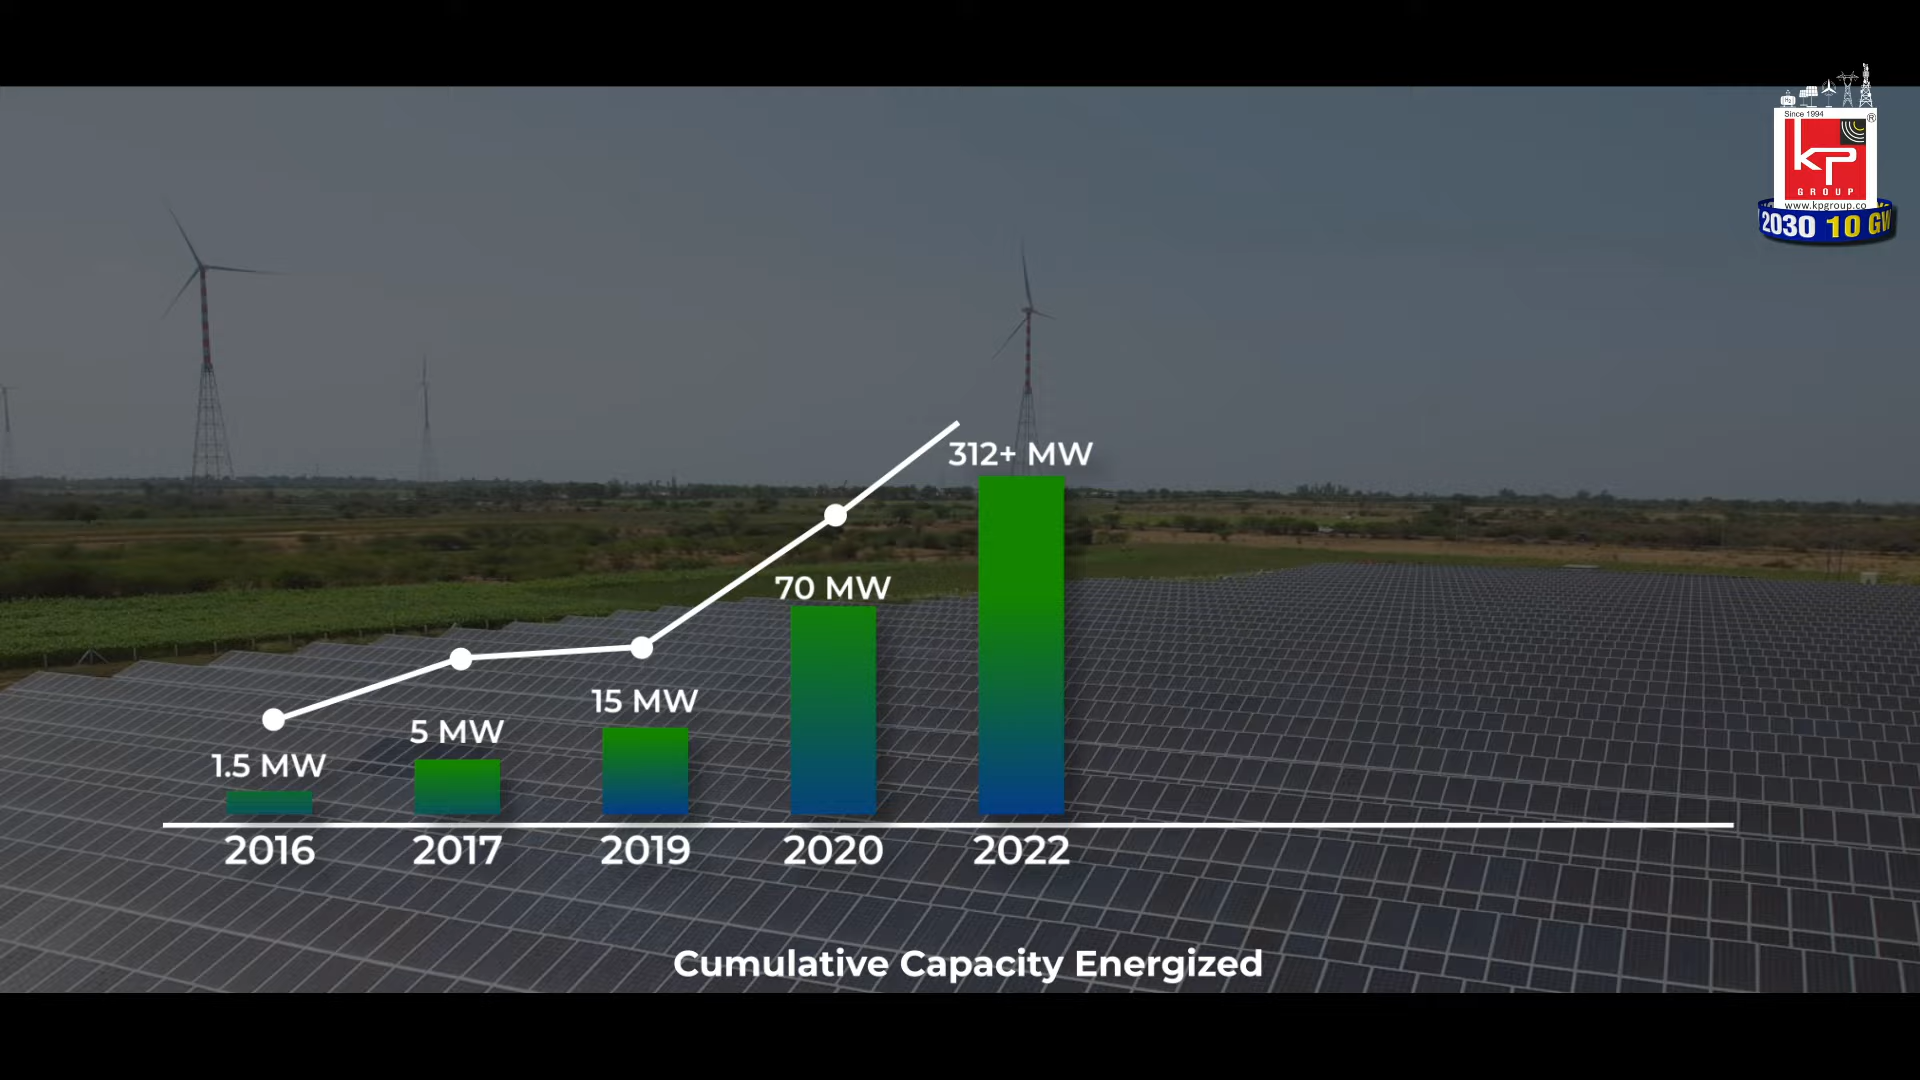 Since 1994
®
H2
kp
GROUP
www.kpgroup.co
2030 10 GW
312+ MW
70 MW
15 MW
5 MW
1.5 MW
2016 2017 2019 2020 2022
Cumulative Capacity Energized